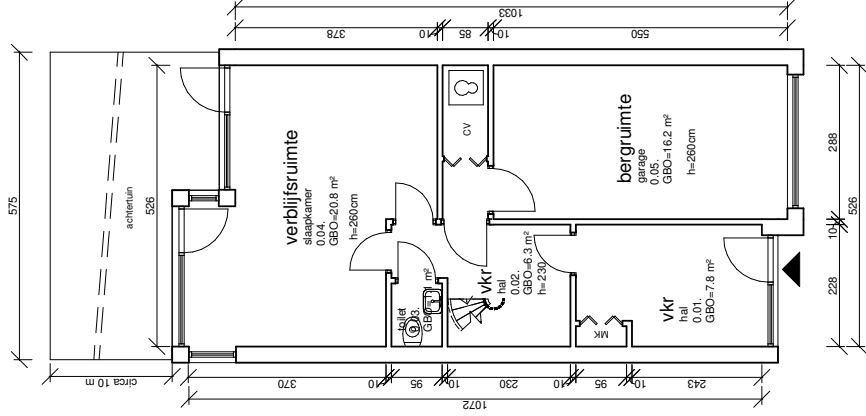 1033
378
10
85
10
550
575
526
achtertuin
verblijfsruimte
slaapkamer
0.04.
GBO=20.8 m²
h=260cm
CV
bergruimte
garage
0.05.
GBO=16.2 m²
h=260cm
288
10
228
526
toilet
0.03.
GBO=1.1 m²
vkr
hal
0.02.
GBO=6.3 m²
h=230
vkr
hal
0.01.
GBO=7.8 m²
MK
circa 10 m
370
10
95
10
230
10
95
10
243
1072